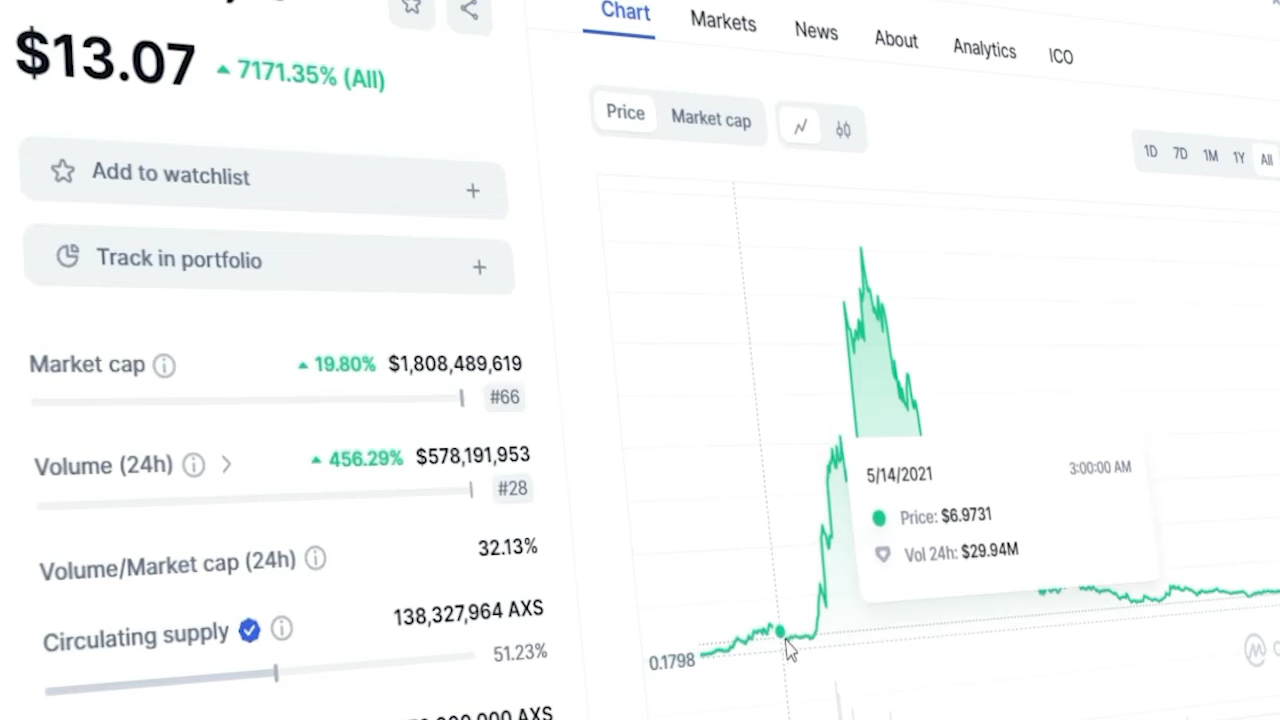 $13.07 7171.35% (All)
Add to watchlist
Track in portfolio
Market cap 19.80% $1,808,489,619
#66
Volume (24h) 456.29% $578,191,953
#28
Volume/Market cap (24h) 32.13%
Circulating supply 138,327,964 AXS
51.23%
000,000 AXS
Chart Markets News About Analytics ICO
Price Market cap
1D 7D 1M 1Y All
5/14/2021 3:00:00 AM
Price: $6.9731
Vol 24h: $29.94M
0.1798